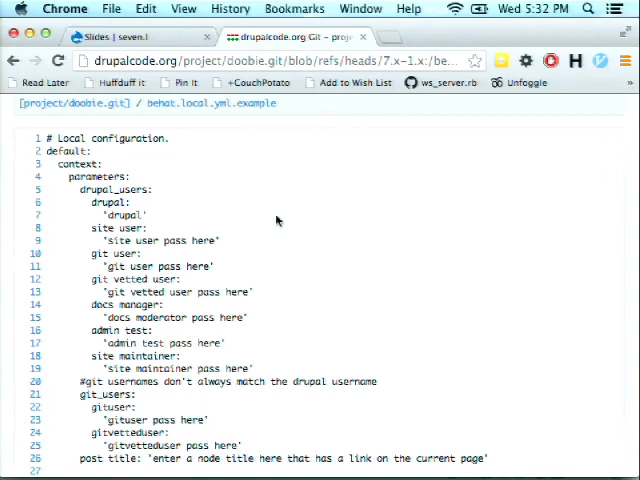 Chrome File Edit View History Bookmarks Window Help Wed 5:32 PM
Slides | seven.l drupalcode.org Git - proje
drupalcode.org/project/doobie.git/blob/refs/heads/7.x-1.x:/be...
Read Later Huffduff it Pin It +CouchPotato Add to Wish List ws_server.rb Unfoggle
[project/doobie.git] / behat.local.yml.example
1 # Local configuration.
2 default:
3 context:
4 parameters:
5 drupal_users:
6 drupal:
7 'drupal'
8 site user:
9 'site user pass here'
10 git user:
11 'git user pass here'
12 git vetted user:
13 'git vetted user pass here'
14 docs manager:
15 'docs moderator pass here'
16 admin test:
17 'admin test pass here'
18 site maintainer:
19 'site maintainer pass here'
20 #git usernames don't always match the drupal username
21 git_users:
22 gituser:
23 'gituser pass here'
24 gitvetteduser:
25 'gitvetteduser pass here'
26 post title: 'enter a node title here that has a link on the current page'
27